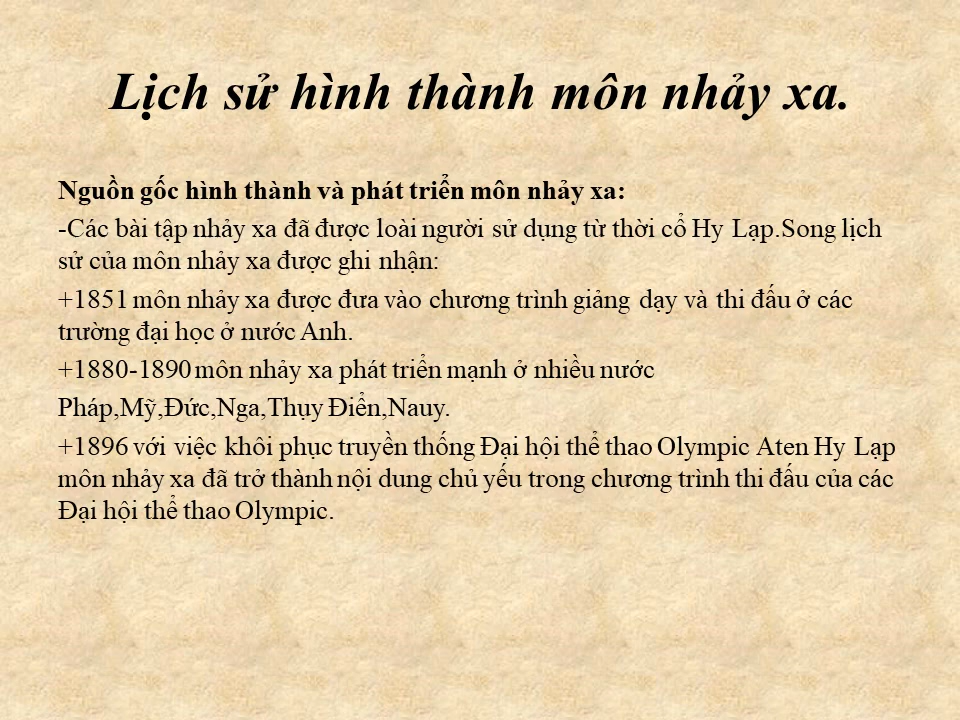 Lịch sử hình thành môn nhảy xa.
Nguồn gốc hình thành và phát triển môn nhảy xa:
-Các bài tập nhảy xa đã được loài người sử dụng từ thời cổ Hy Lạp.Song lịch
sử của môn nhảy xa được ghi nhận:
+1851 môn nhảy xa được đưa vào chương trình giảng dạy và thi đấu ở các
trường đại học ở nước Anh.
+1880-1890 môn nhảy xa phát triển mạnh ở nhiều nước
Pháp,Mỹ,Đức,Nga,Thụy Điển,Nauy.
+1896 với việc khôi phục truyền thống Đại hội thể thao Olympic Aten Hy Lạp
môn nhảy xa đã trở thành nội dung chủ yếu trong chương trình thi đấu của các
Đại hội thể thao Olympic.